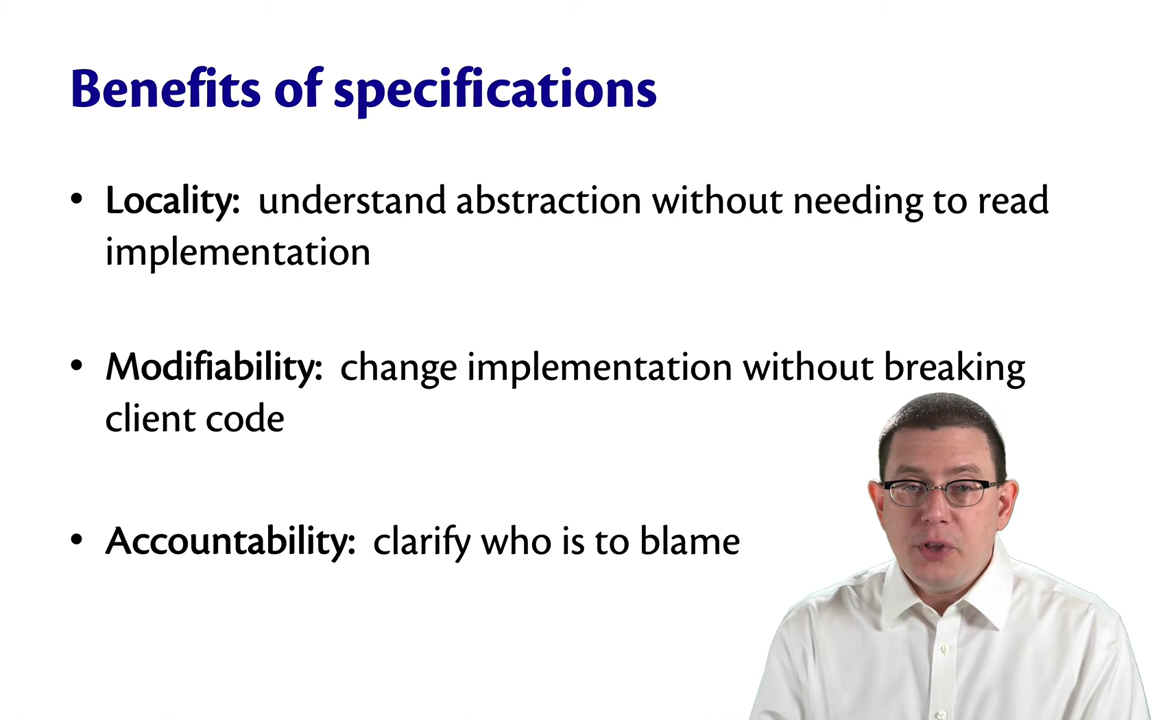 Benefits of specifications
• Locality: understand abstraction without needing to read
implementation
• Modifiability: change implementation without breaking
client code
• Accountability: clarify who is to blame